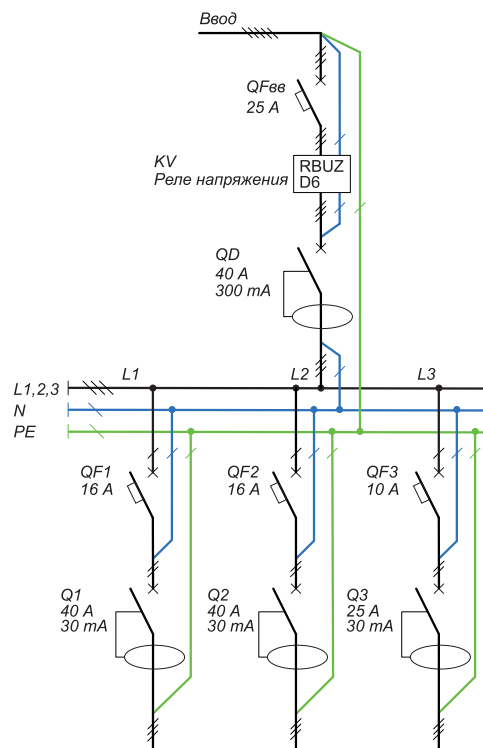 Ввод
QFвв
25 A
KV
Реле напряжения
RBUZ
D6
QD
40 A
300 mA
L1 L2 L3
L1,2,3
N
PE
QF1
16 A
QF2
16 A
QF3
10 A
Q1
40 A
30 mA
Q2
40 A
30 mA
Q3
25 A
30 mA